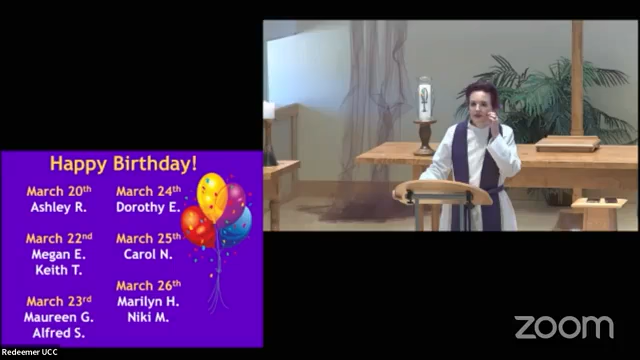 Happy Birthday!
March 20th
Ashley R.
March 22nd
Megan E.
Keith T.
March 23rd
Maureen G.
Alfred S.
March 24th
Dorothy E.
March 25th
Carol N.
March 26th
Marilyn H.
Niki M.
Redeemer UCC
zoom